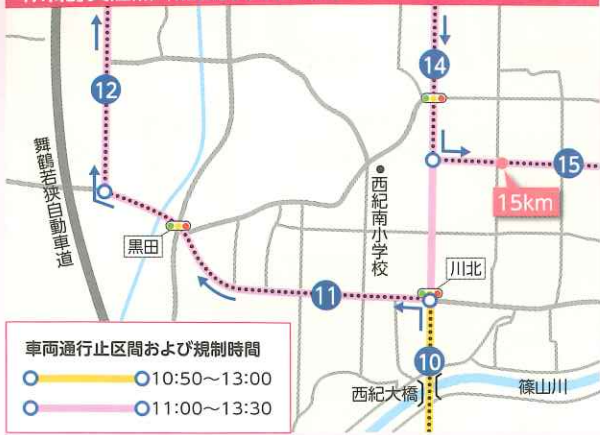 12
14
15
15km
舞鶴若狭自動車道
西紀南小学校
黒田
川北
11
10
西紀大橋
篠山川
車両通行止区間および規制時間
10:50〜13:00
11:00〜13:30